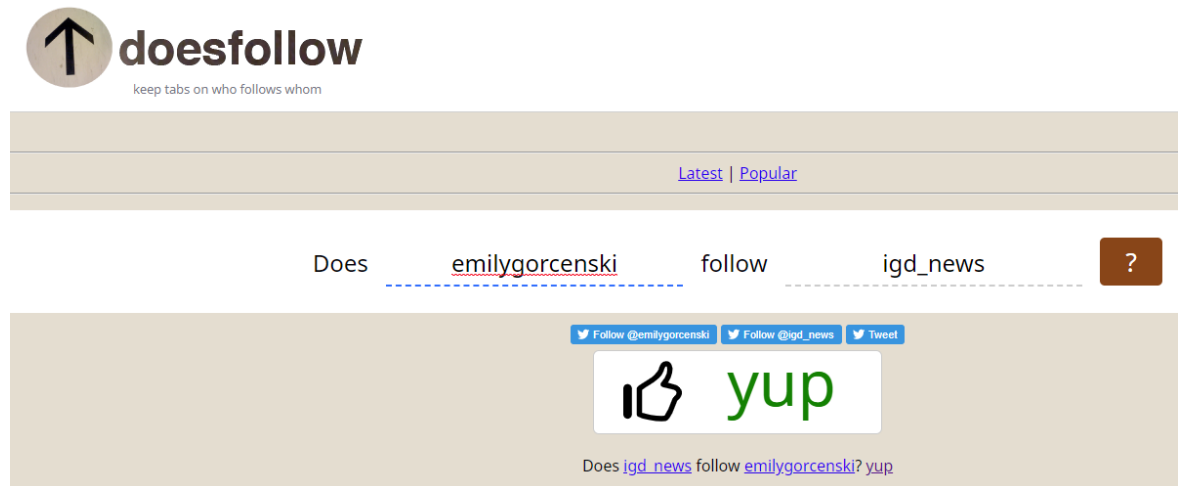 doesfollow
keep tabs on who follows whom
Latest | Popular
Does emilygorcenski follow igd_news ?
Follow @emilygorcenski Follow @igd_news Tweet
yup
Does igd_news follow emilygorcenski? yup